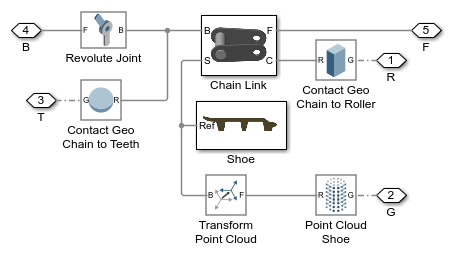 4
B
F
B
Revolute Joint
B
F
S
C
Chain Link
5
F
R
G
Contact Geo
Chain to Roller
1
R
3
T
G
R
Contact Geo
Chain to Teeth
Ref
Shoe
B
F
Transform
Point Cloud
R
G
Point Cloud
Shoe
2
G